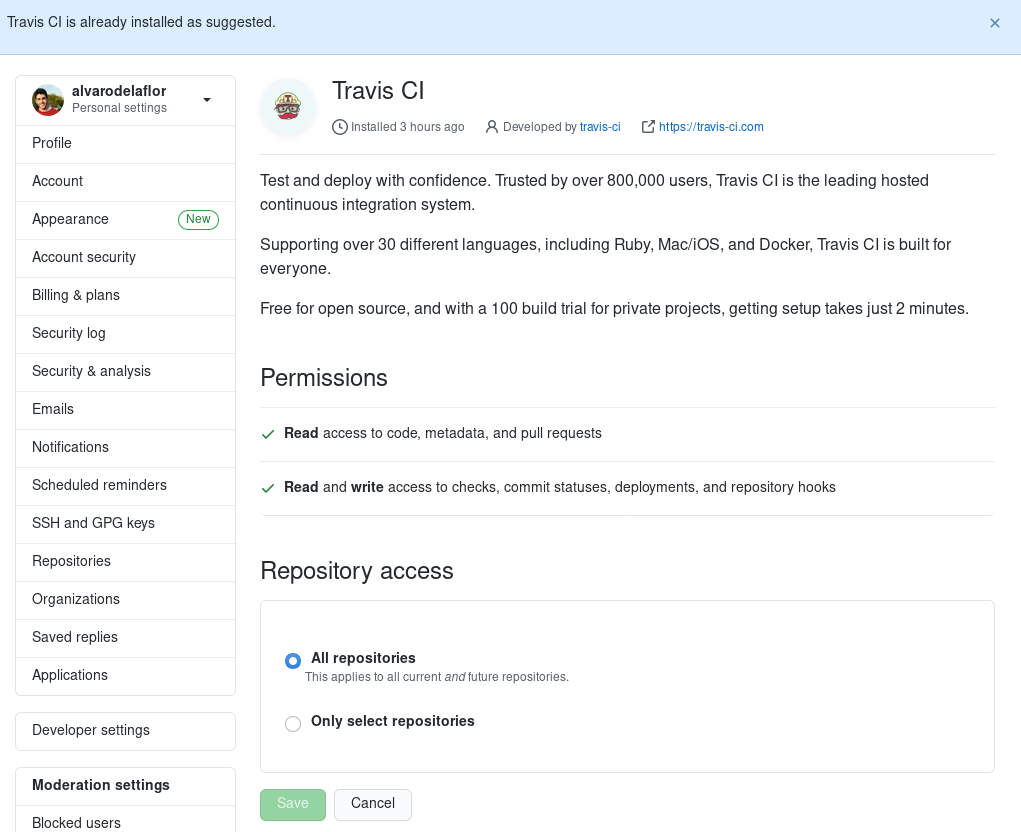 Travis CI is already installed as suggested.
alvarodelaflor
Personal settings
Profile
Account
Appearance New
Account security
Billing & plans
Security log
Security & analysis
Emails
Notifications
Scheduled reminders
SSH and GPG keys
Repositories
Organizations
Saved replies
Applications
Developer settings
Moderation settings
Blocked users
Travis CI
Installed 3 hours ago Developed by travis-ci https://travis-ci.com
Test and deploy with confidence. Trusted by over 800,000 users, Travis CI is the leading hosted
continuous integration system.
Supporting over 30 different languages, including Ruby, Mac/iOS, and Docker, Travis CI is built for
everyone.
Free for open source, and with a 100 build trial for private projects, getting setup takes just 2 minutes.
Permissions
Read access to code, metadata, and pull requests
Read and write access to checks, commit statuses, deployments, and repository hooks
Repository access
All repositories
This applies to all current and future repositories.
Only select repositories
Save Cancel